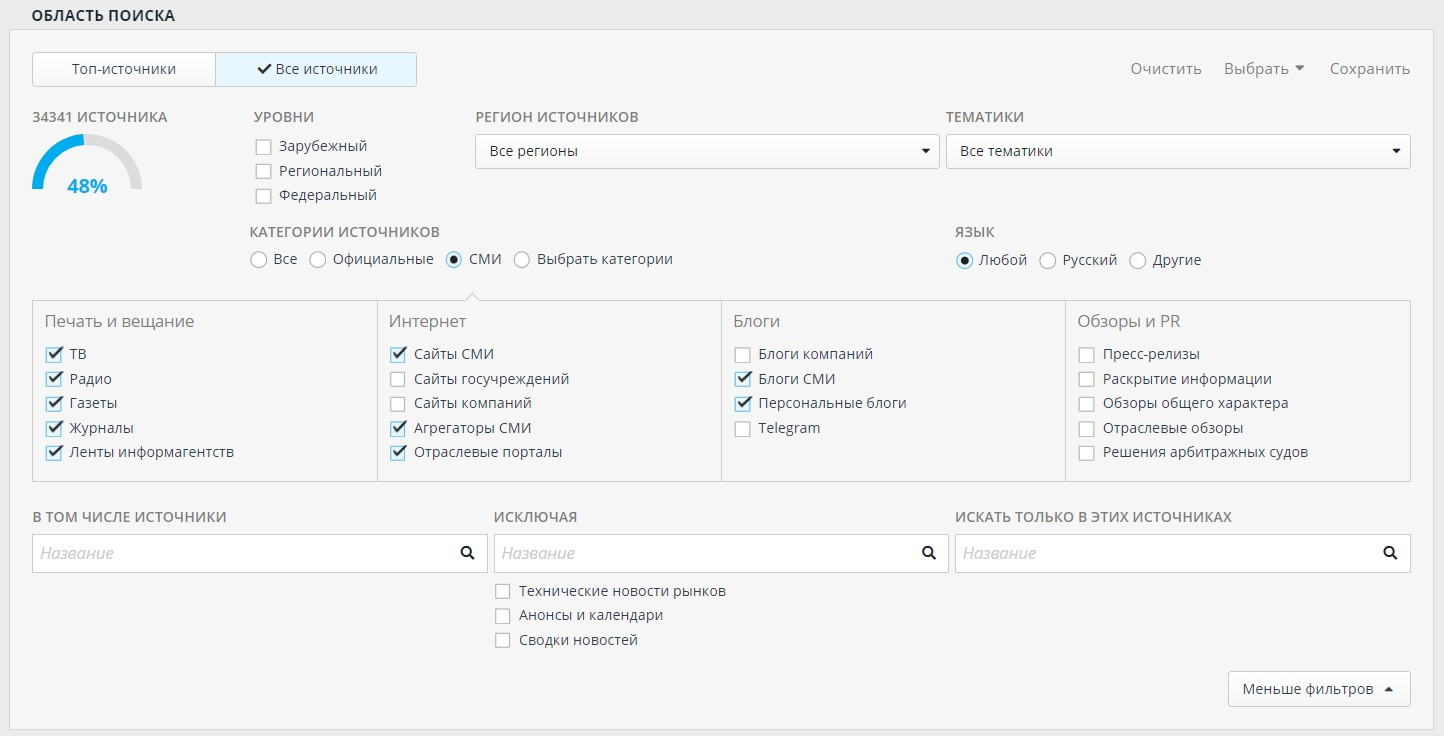 ОБЛАСТЬ ПОИСКА
Топ-источники
Все источники
Очистить
Выбрать
Сохранить
34341 ИСТОЧНИКА
48%
УРОВНИ
Зарубежный
Региональный
Федеральный
РЕГИОН ИСТОЧНИКОВ
Все регионы
ТЕМАТИКИ
Все тематики
КАТЕГОРИИ ИСТОЧНИКОВ
Все Официальные СМИ Выбрать категории
ЯЗЫК
Любой Русский Другие
Печать и вещание
ТВ
Радио
Газеты
Журналы
Ленты информагентств
Интернет
Сайты СМИ
Сайты госучреждений
Сайты компаний
Агрегаторы СМИ
Отраслевые порталы
Блоги
Блоги компаний
Блоги СМИ
Персональные блоги
Telegram
Обзоры и PR
Пресс-релизы
Раскрытие информации
Обзоры общего характера
Отраслевые обзоры
Решения арбитражных судов
В ТОМ ЧИСЛЕ ИСТОЧНИКИ
Название
ИСКЛЮЧАЯ
Название
Технические новости рынков
Анонсы и календари
Сводки новостей
ИСКАТЬ ТОЛЬКО В ЭТИХ ИСТОЧНИКАХ
Название
Меньше фильтров